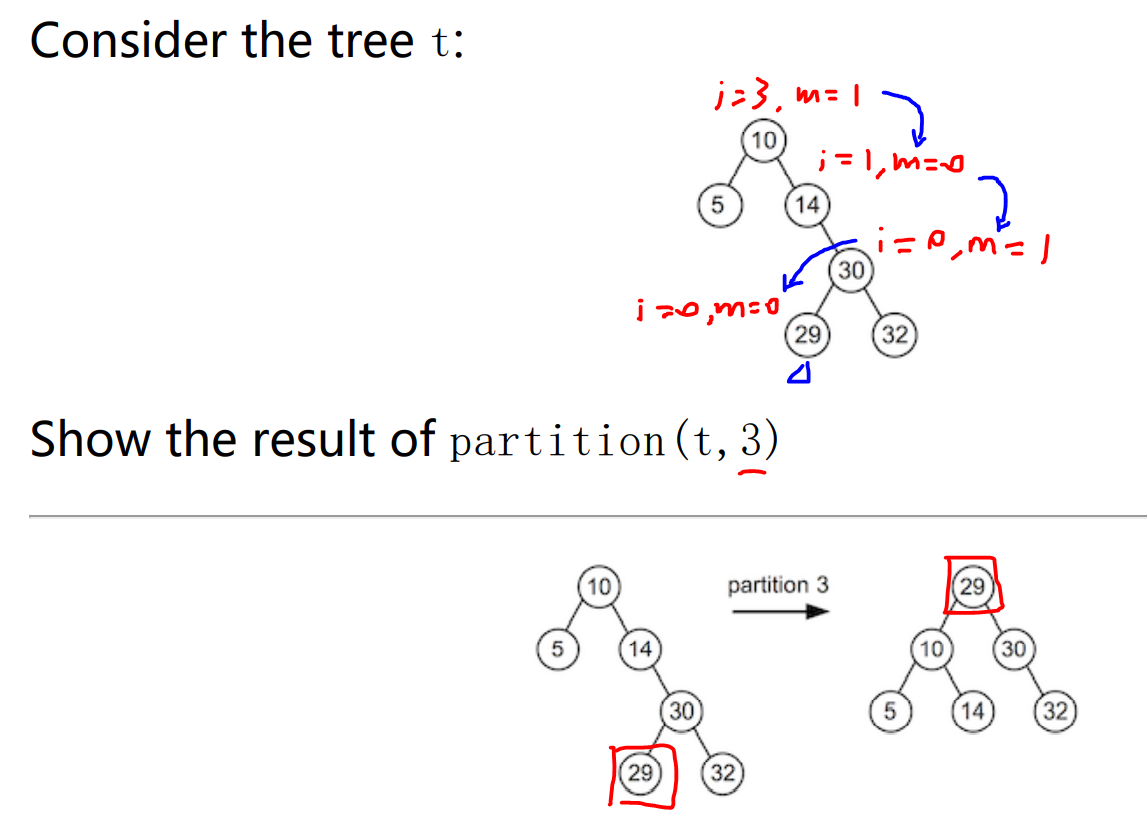 Consider the tree t:
j=3, m=1
10
i=1, m=0
5 14
i=0, m=1
30
i=0, m=0
29 32
Show the result of partition(t, 3)
10 partition 3 29
5 14 10 30
30 5 14 32
29 32